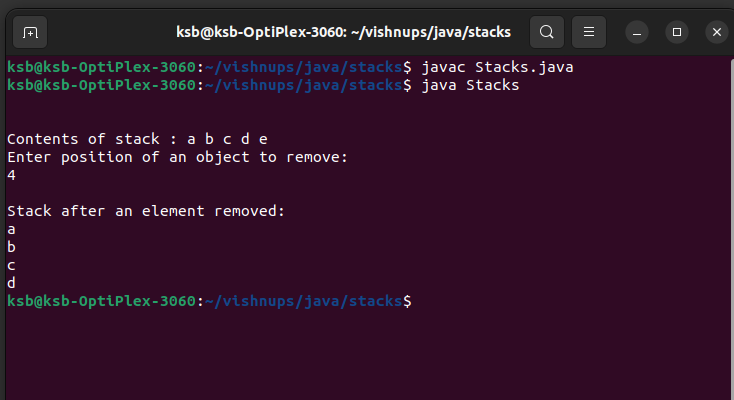 ksb@ksb-OptiPlex-3060: ~/vishnups/java/stacks
ksb@ksb-OptiPlex-3060:~/vishnups/java/stacks$ javac Stacks.java
ksb@ksb-OptiPlex-3060:~/vishnups/java/stacks$ java Stacks
Contents of stack : a b c d e
Enter position of an object to remove:
4
Stack after an element removed:
a
b
c
d
ksb@ksb-OptiPlex-3060:~/vishnups/java/stacks$